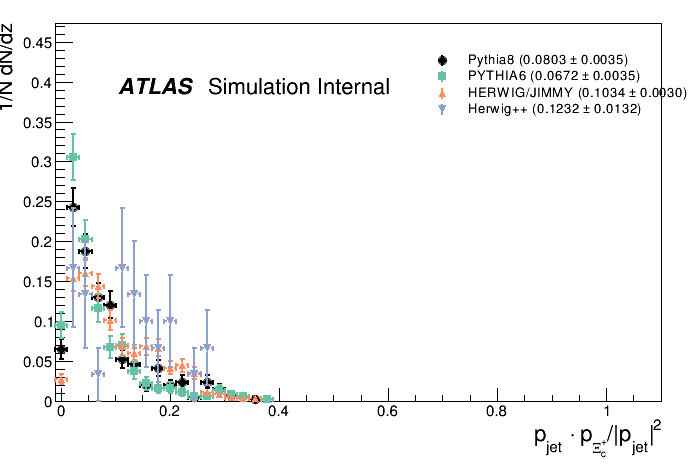 1/N dN/dz
0.45
0.4
0.35
0.3
0.25
0.2
0.15
0.1
0.05
0
ATLAS Simulation Internal
Pythia8 (0.0803 ± 0.0035)
PYTHIA6 (0.0672 ± 0.0035)
HERWIG/JIMMY (0.1034 ± 0.0030)
Herwig++ (0.1232 ± 0.0132)
0 0.2 0.4 0.6 0.8 1
p_jet · p_Ξ_c^+/|p_jet|^2